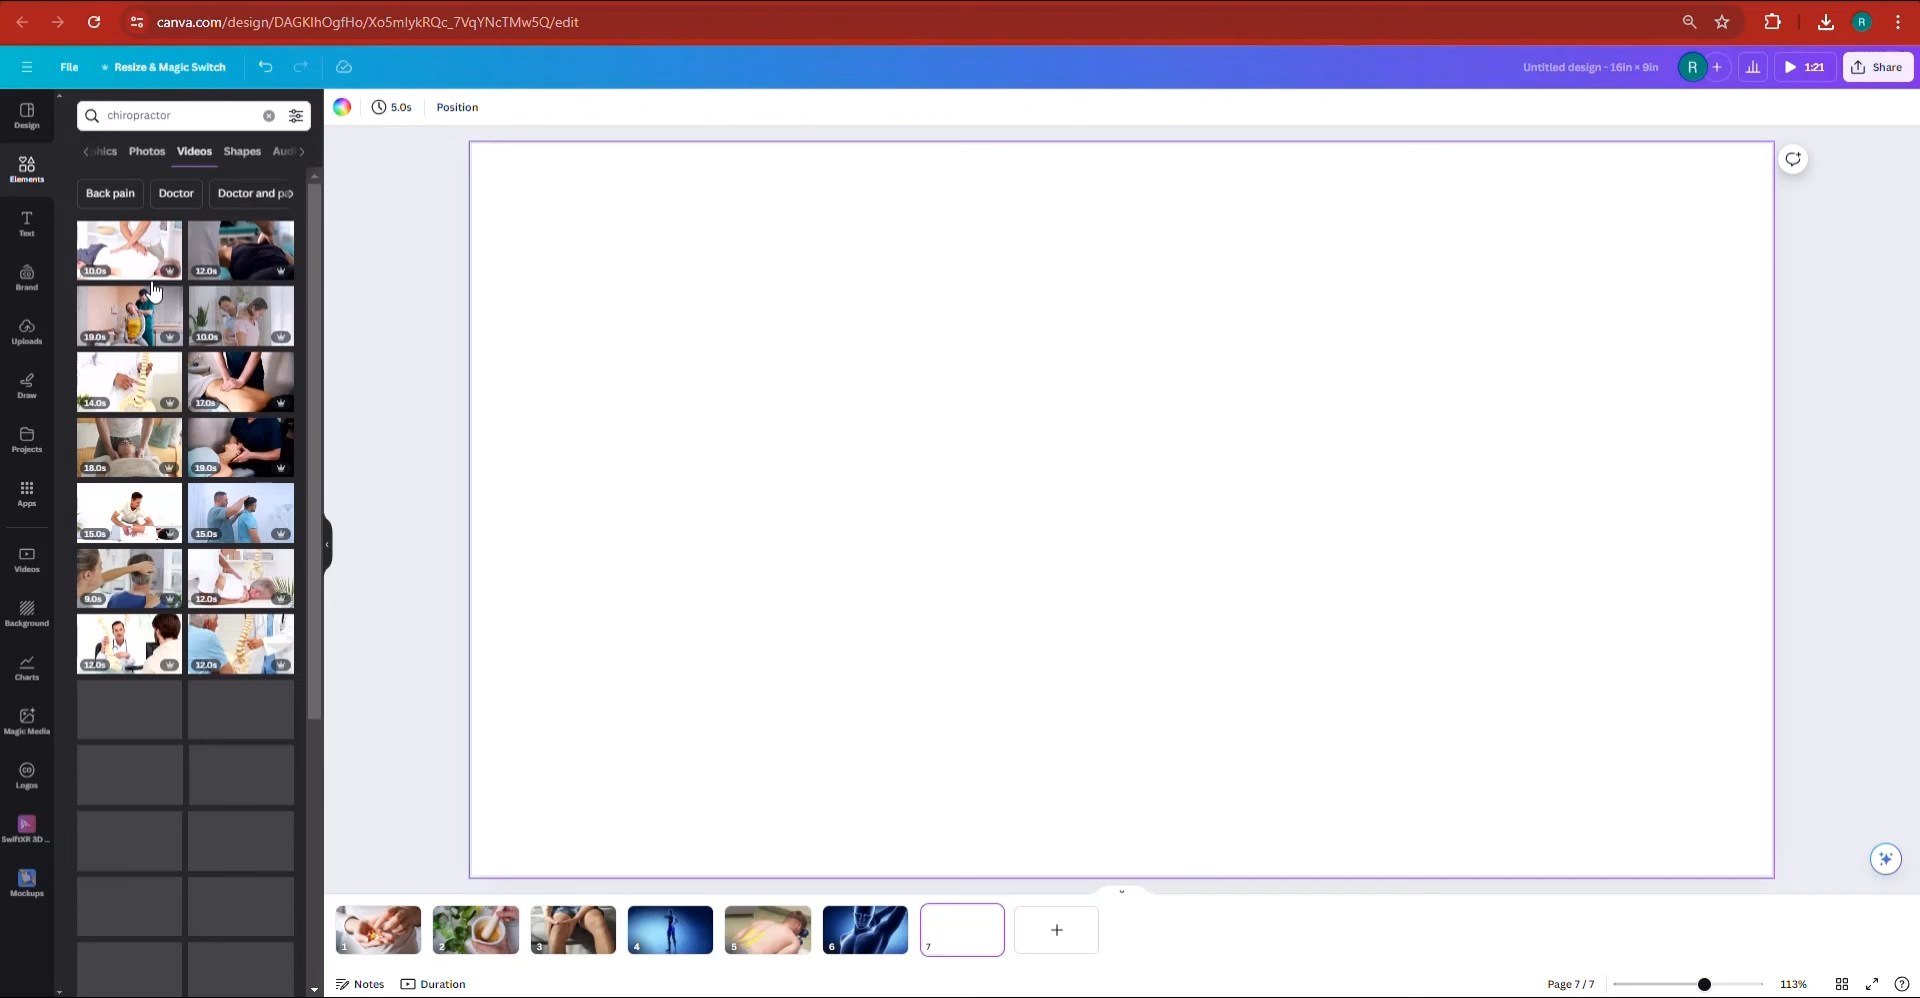 canva.com/design/DAGKIhOgfHo/Xo5mlykRQc_7VqYNcTMw5Q/edit
R
File
Resize & Magic Switch
Untitled design - 16in × 9in
R
1:21
Share
Design
Elements
Text
Brand
Uploads
Draw
Projects
Apps
Videos
Background
Charts
Magic Media
Logos
SwiftXR 3D ...
Mockups
chiropractor
Photos Videos Shapes
Back pain Doctor Doctor and
10.0s 12.0s
19.0s 10.0s
14.0s 17.0s
18.0s 19.0s
15.0s 15.0s
9.0s 12.0s
12.0s 12.0s
5.0s Position
1 2 3 4 5 6 7
Notes Duration
Page 7 / 7 113%